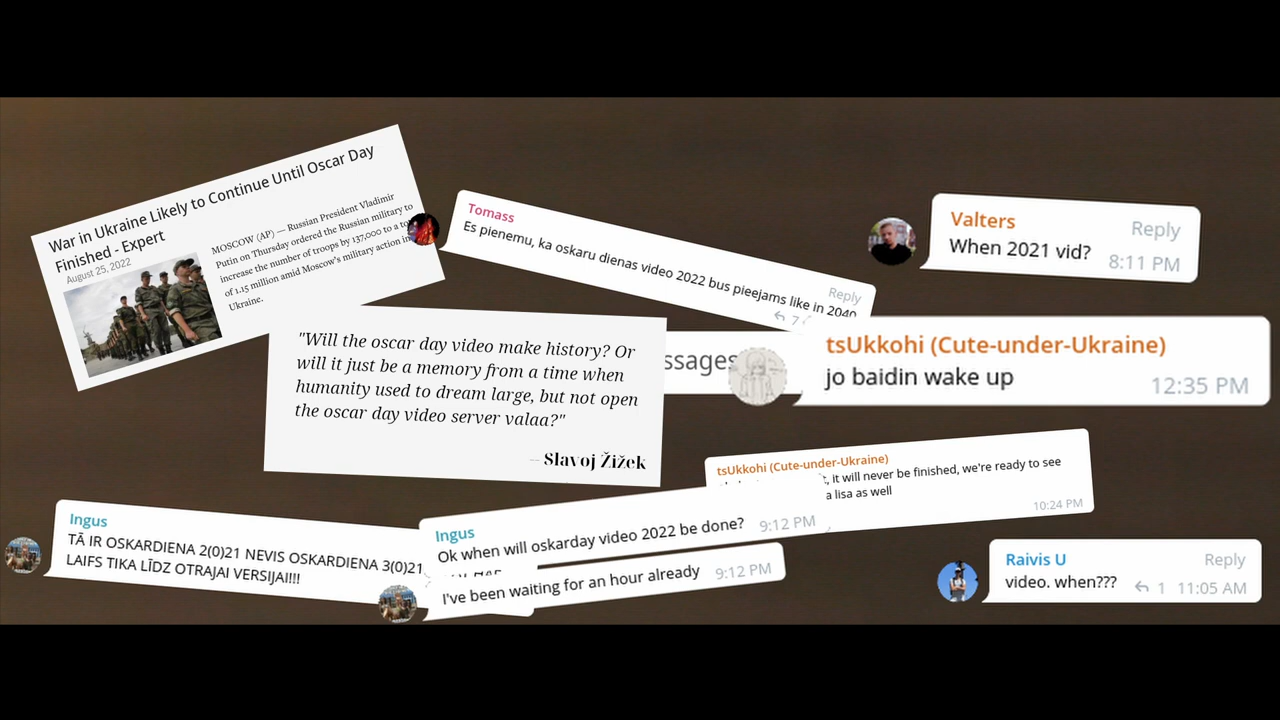 War in Ukraine Likely to Continue Until Oscar Day
Finished - Expert
August 25, 2022
MOSCOW (AP) — Russian President Vladimir
Putin on Thursday ordered the Russian military to
increase the number of troops by 137,000 to a
of 1.15 million amid Moscow's military action in
Ukraine.
Tomass
Es pienemu, ka oskaru dienas video 2022 bus pieejams like in 2040
Reply
7
Valters
Reply
When 2021 vid?
8:11 PM
"Will the oscar day video make history? Or
will it just be a memory from a time when
humanity used to dream large, but not open
the oscar day video server valaa?"
— Slavoj Žižek
ssages
tsUkkohi (Cute-under-Ukraine)
jo baidin wake up
12:35 PM
tsUkkohi (Cute-under-Ukraine)
, it will never be finished, we're ready to see
a lisa as well
10:24 PM
Ingus
TĀ IR OSKARDIENA 2(0)21 NEVIS OSKARDIENA 3(0)21,
LAIFS TIKA LĪDZ OTRAJAI VERSIJAI!!!
Ingus
Ok when will oskarday video 2022 be done?
9:12 PM
I've been waiting for an hour already
9:12 PM
Raivis U
Reply
video. when???
1
11:05 AM